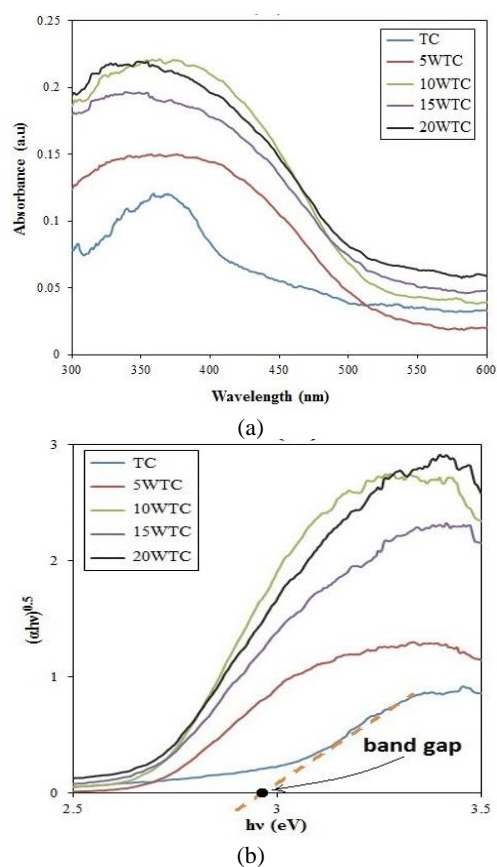 0.25
0.2
0.15
0.1
0.05
0
Absorbance (a.u)
TC
5WTC
10WTC
15WTC
20WTC
300 350 400 450 500 550 600
Wavelength (nm)
(a)
3
2
1
0
(αhν)^0.5
TC
5WTC
10WTC
15WTC
20WTC
band gap
2.5 3 3.5
hν (eV)
(b)